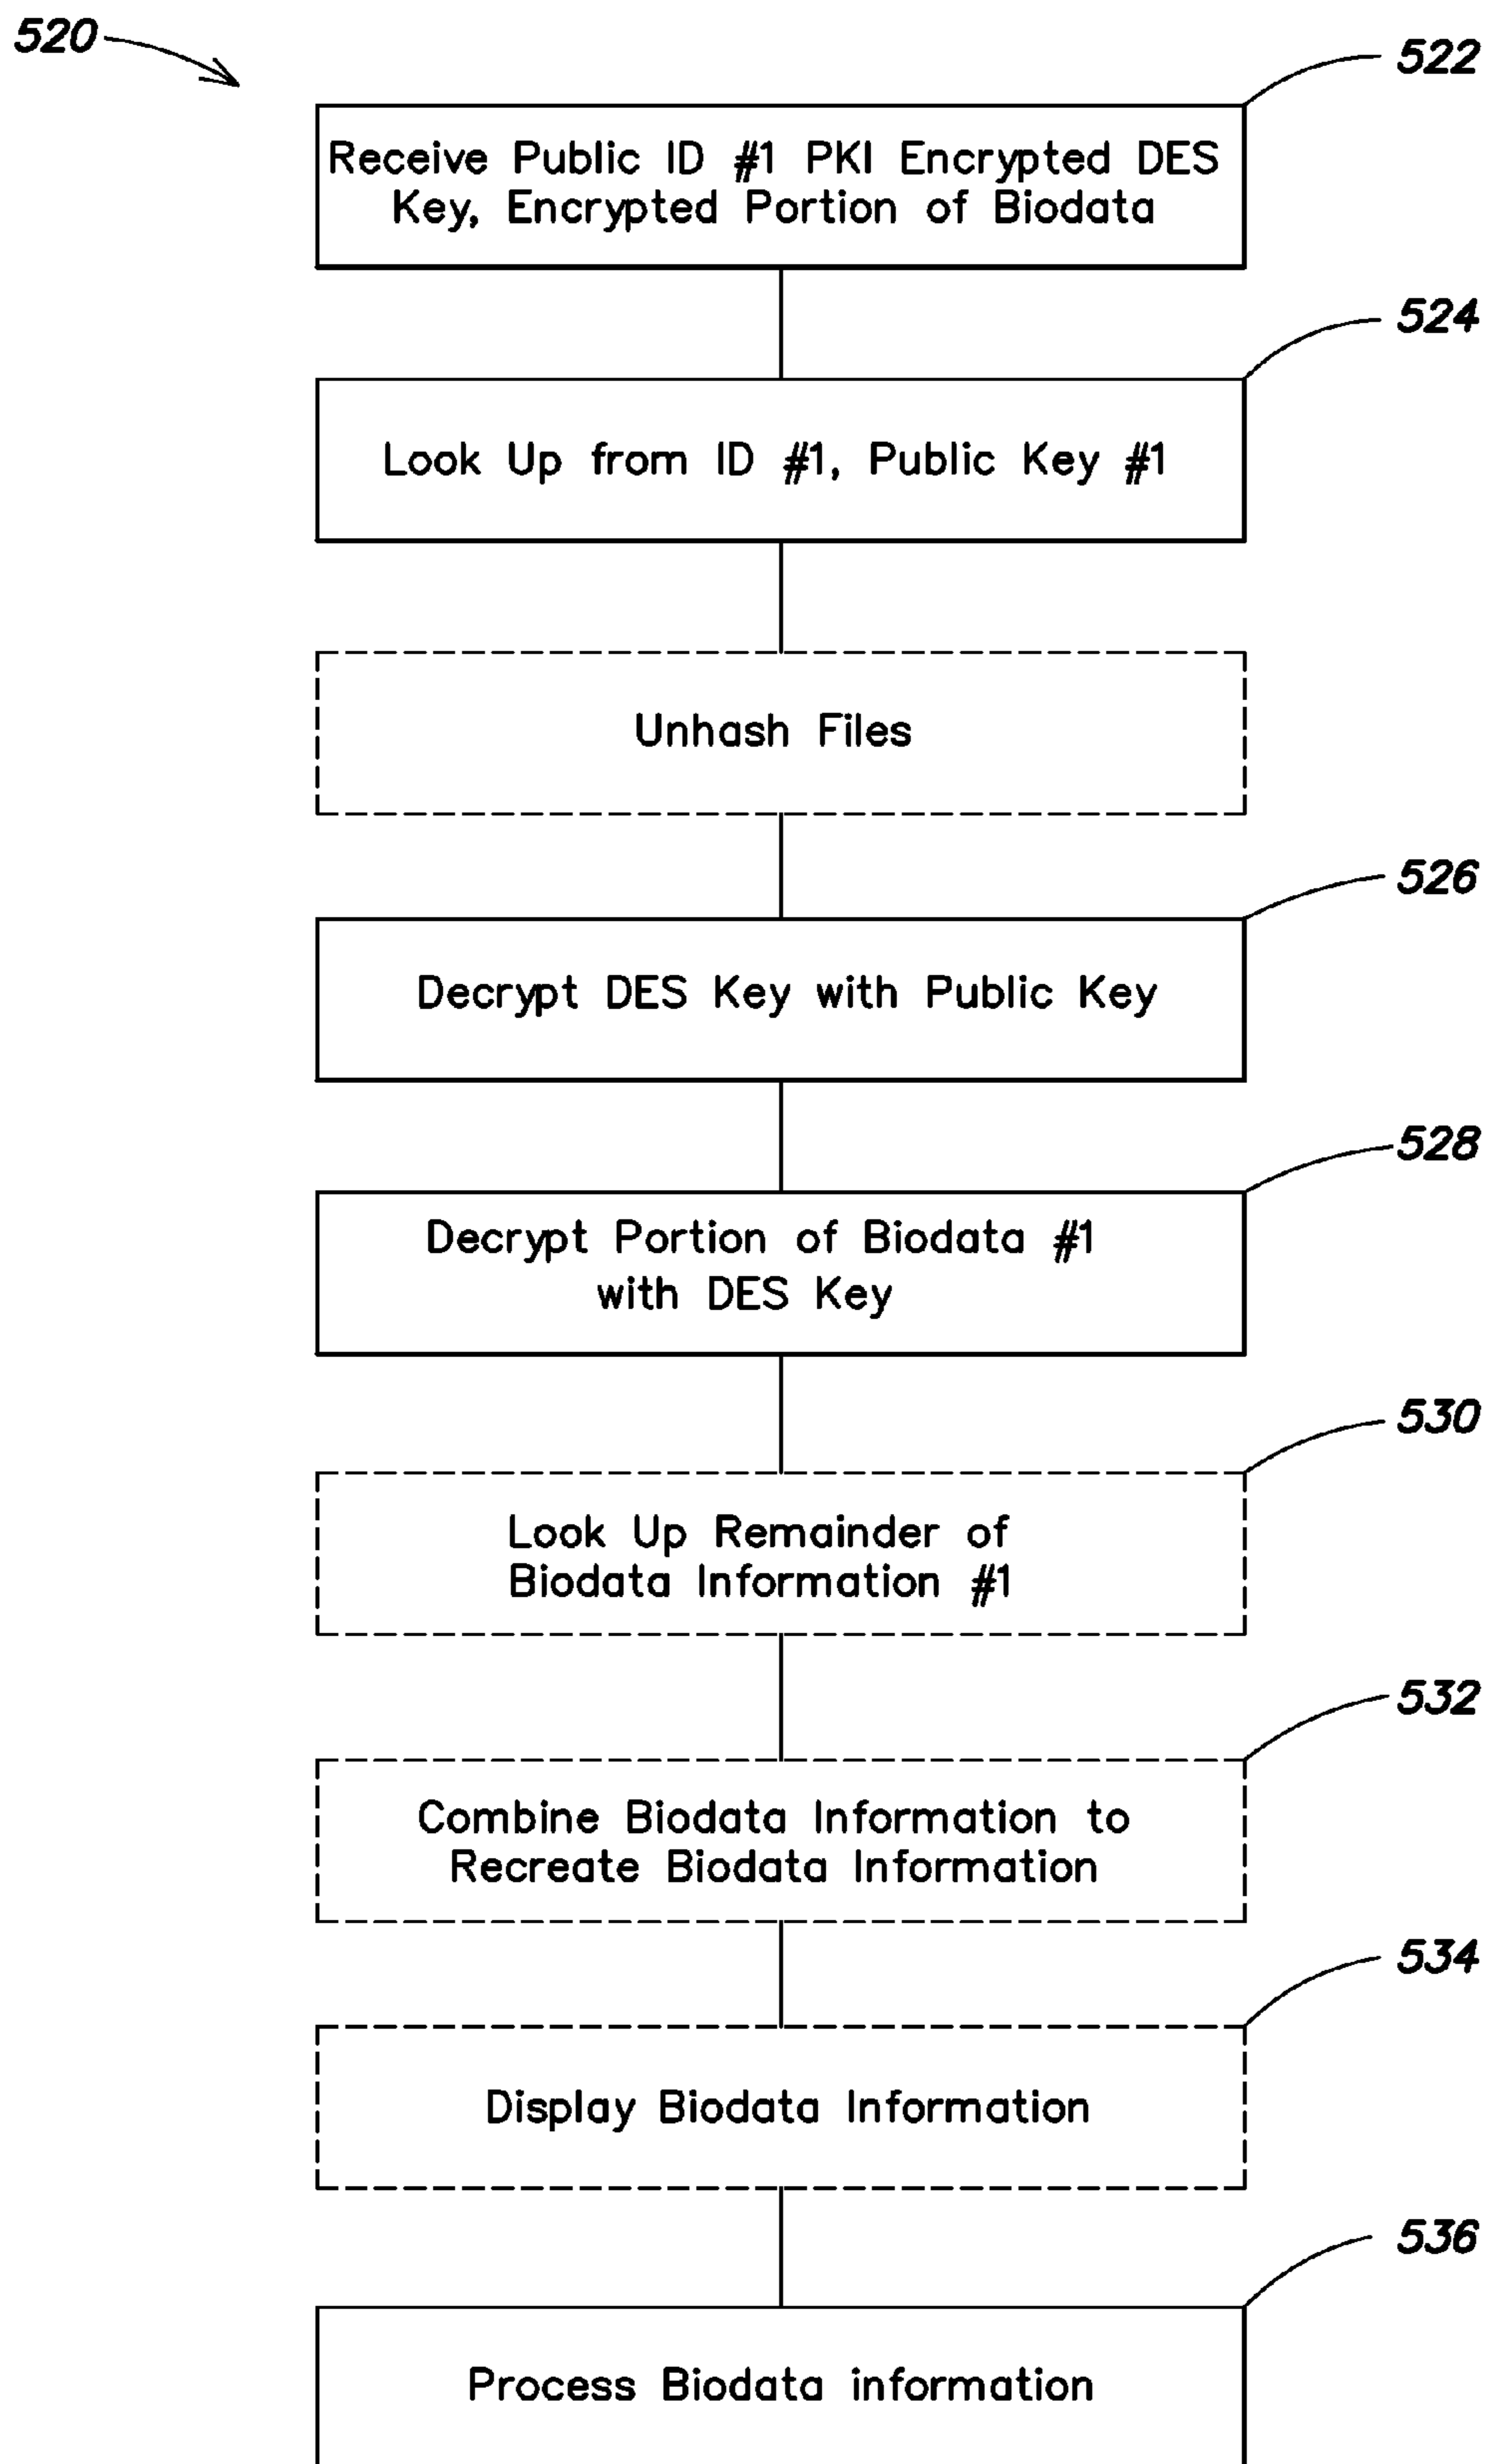 520
522
Receive Public ID #1 PKI Encrypted DES
Key, Encrypted Portion of Biodata
524
Look Up from ID #1, Public Key #1
Unhash Files
526
Decrypt DES Key with Public Key
528
Decrypt Portion of Biodata #1
with DES Key
530
Look Up Remainder of
Biodata Information #1
532
Combine Biodata Information to
Recreate Biodata Information
534
Display Biodata Information
536
Process Biodata information